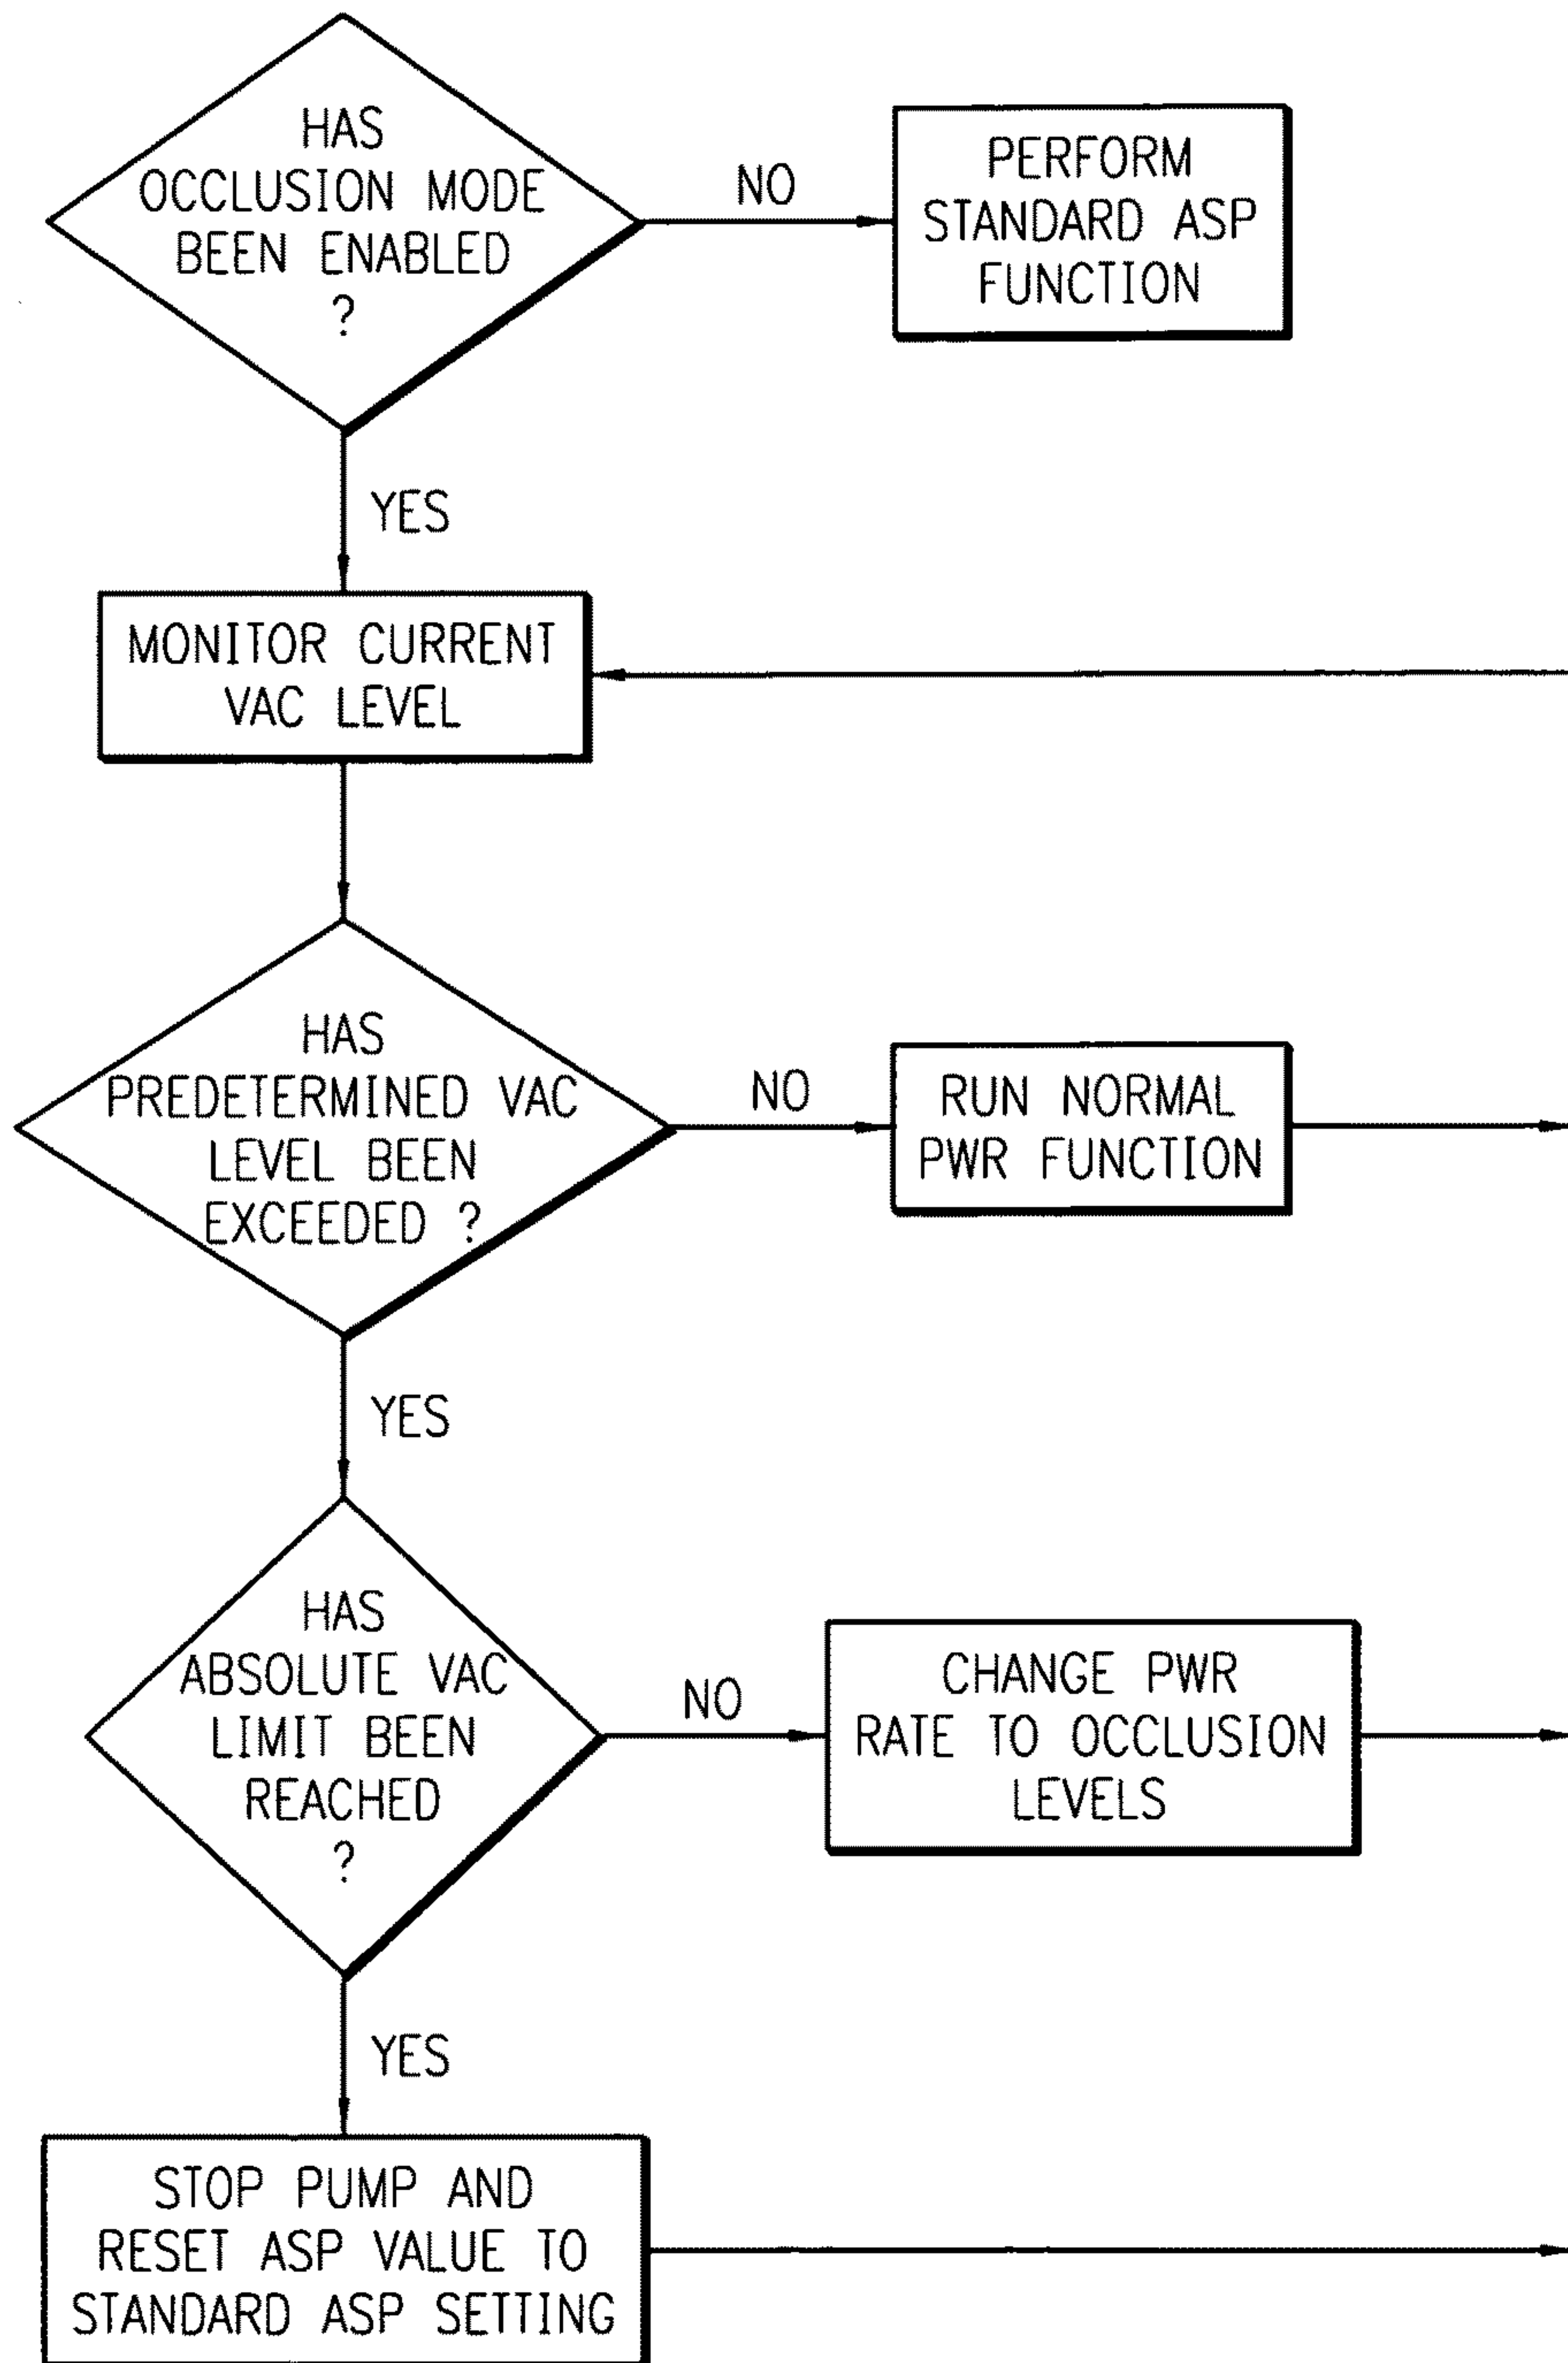 HAS
OCCLUSION MODE
BEEN ENABLED
?
NO
PERFORM
STANDARD ASP
FUNCTION
YES
MONITOR CURRENT
VAC LEVEL
HAS
PREDETERMINED VAC
LEVEL BEEN
EXCEEDED ?
NO
RUN NORMAL
PWR FUNCTION
YES
HAS
ABSOLUTE VAC
LIMIT BEEN
REACHED
?
NO
CHANGE PWR
RATE TO OCCLUSION
LEVELS
YES
STOP PUMP AND
RESET ASP VALUE TO
STANDARD ASP SETTING